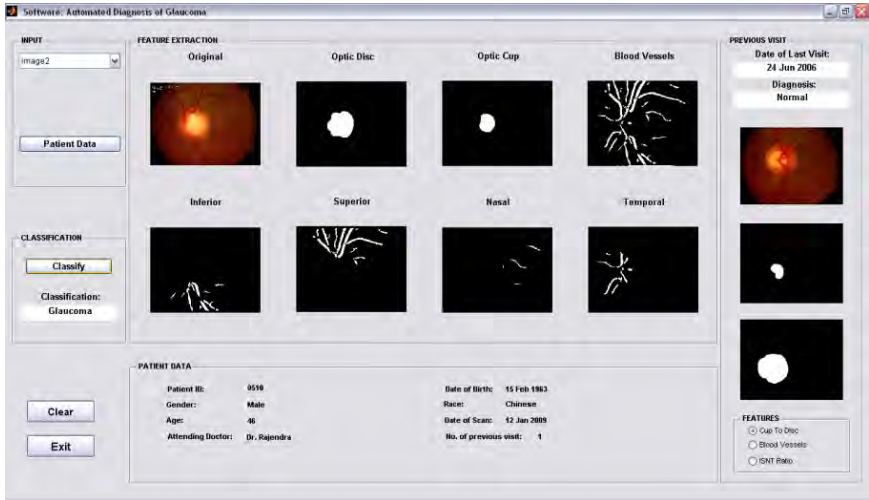 Software: Automated Diagnosis of Glaucoma
INPUT
image2
Patient Data
CLASSIFICATION
Classify
Classification:
Glaucoma
Clear
Exit
FEATURE EXTRACTION
Original
Optic Disc
Optic Cup
Blood Vessels
Inferior
Superior
Nasal
Temporal
PATIENT DATA
Patient ID: 0510
Gender: Male
Age: 46
Attending Doctor: Dr. Rajendra
Date of Birth: 15 Feb 1963
Race: Chinese
Date of Scan: 12 Jan 2009
No. of previous visit: 1
PREVIOUS VISIT
Date of Last Visit:
24 Jun 2006
Diagnosis:
Normal
FEATURES
Cup To Disc
Blood Vessels
ISNT Ratio